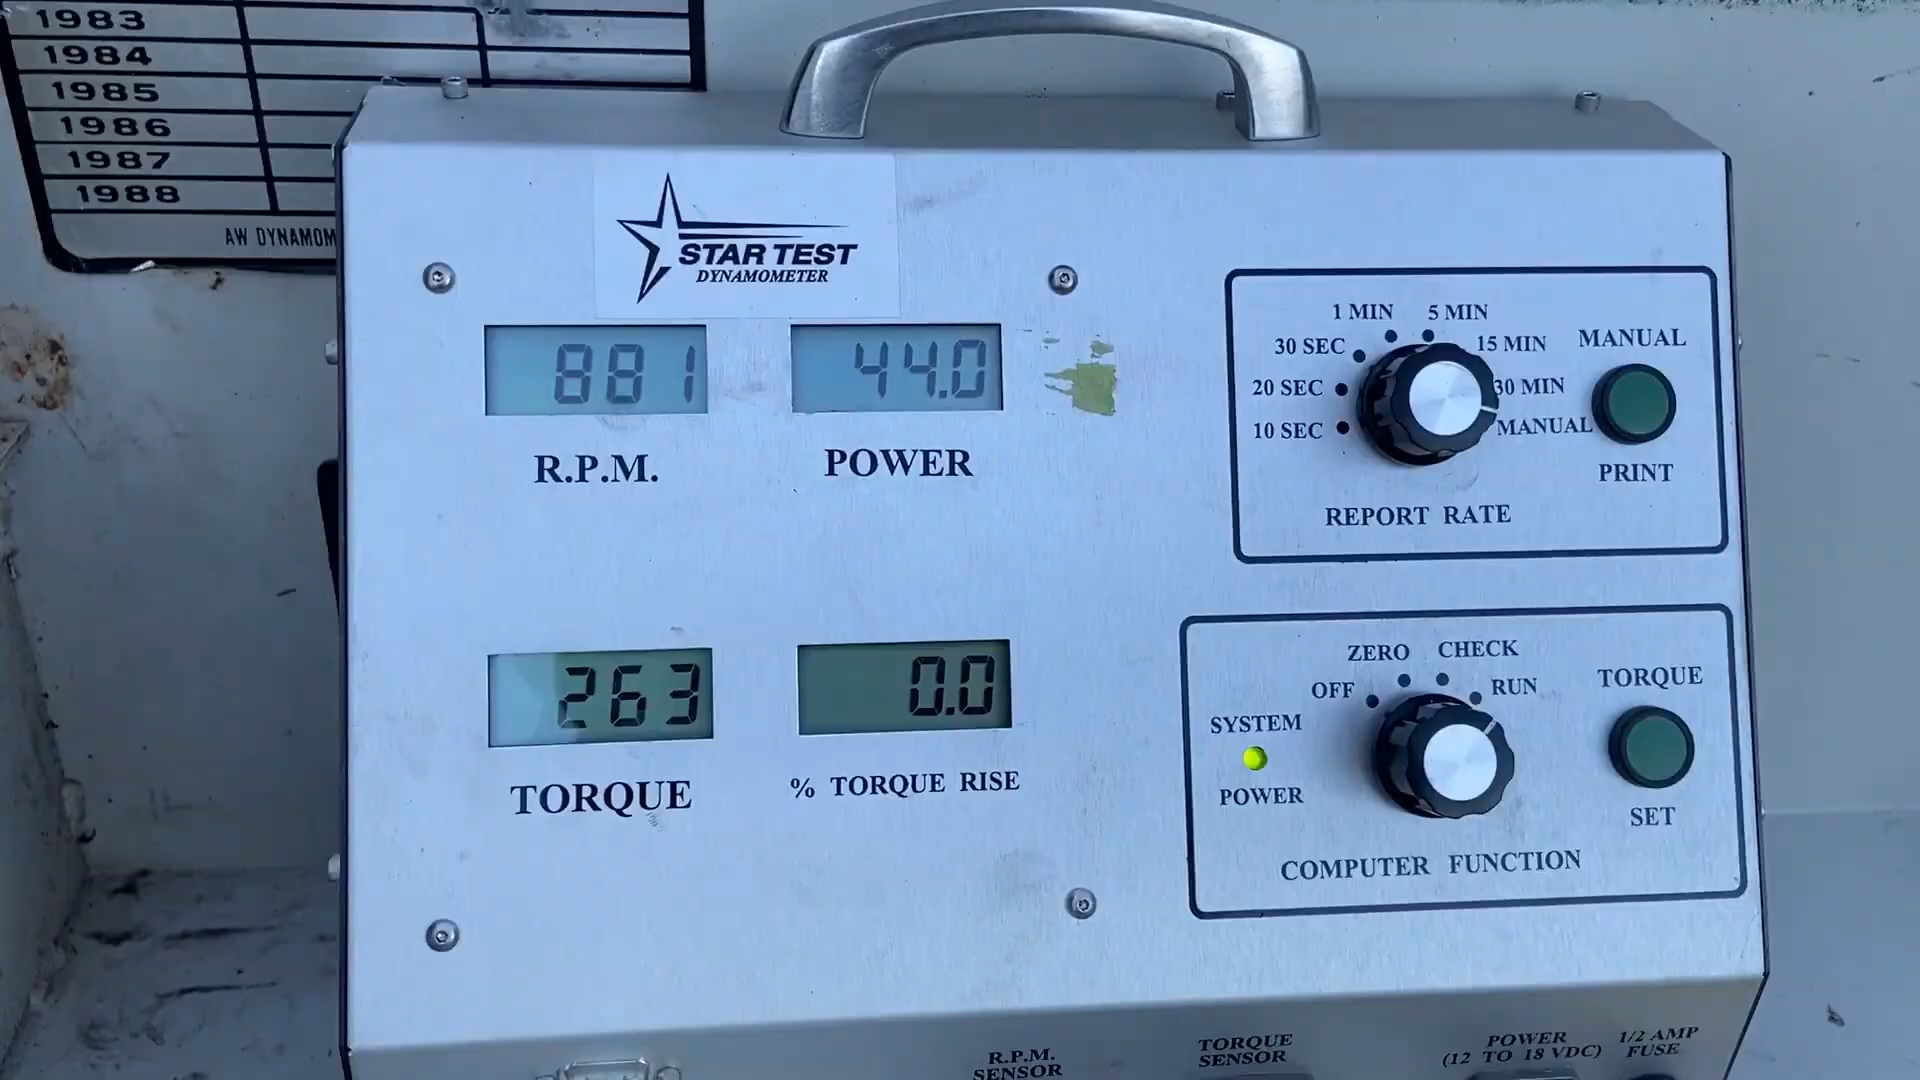 1983
1984
1985
1986
1987
1988
AW DYNAMOM
STAR TEST
DYNAMOMETER
881
44.0
R.P.M.
POWER
263
0.0
TORQUE
% TORQUE RISE
1 MIN
5 MIN
30 SEC
15 MIN
20 SEC
30 MIN
10 SEC
MANUAL
REPORT RATE
MANUAL
PRINT
ZERO
CHECK
OFF
RUN
SYSTEM
POWER
TORQUE
SET
COMPUTER FUNCTION
R.P.M.
SENSOR
TORQUE
SENSOR
POWER
(12 TO 18 VDC)
1/2 AMP
FUSE